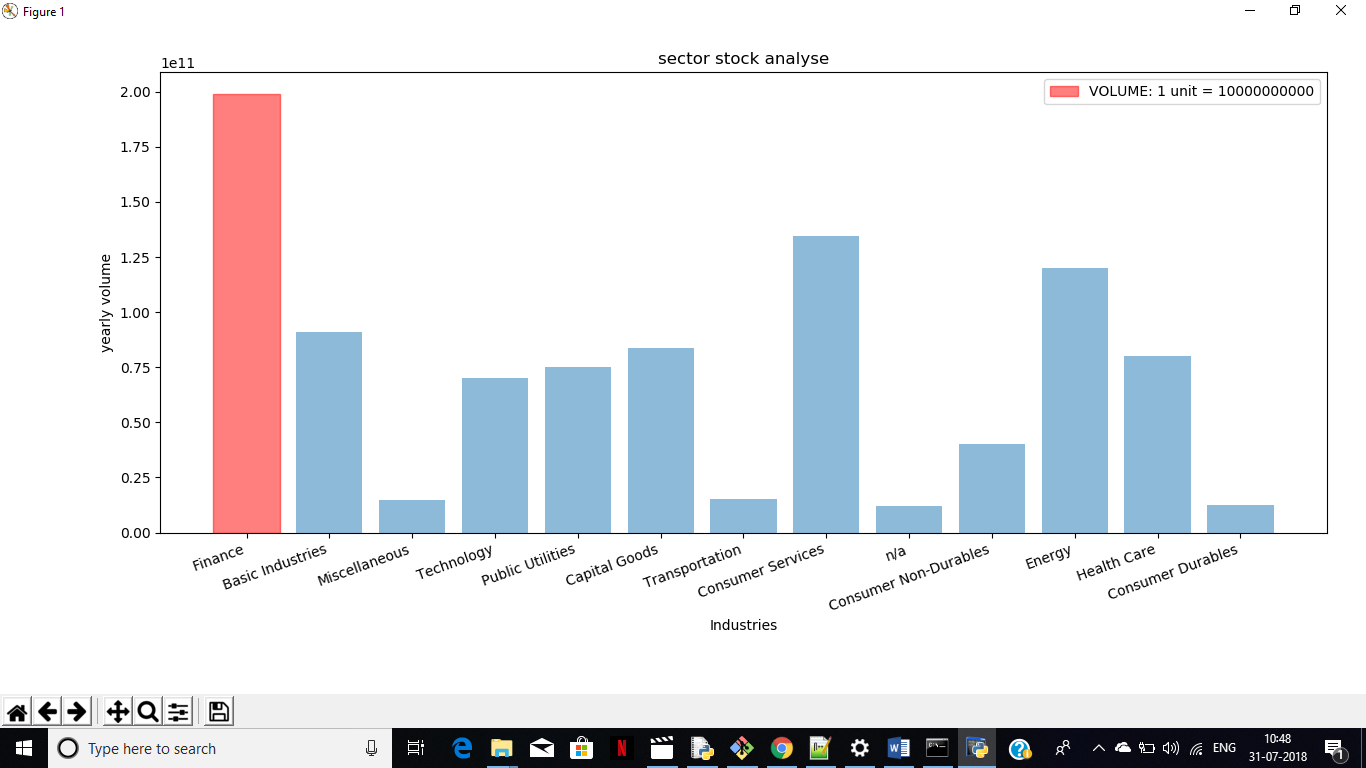 Figure 1
sector stock analyse
1e11
VOLUME: 1 unit = 10000000000
2.00
1.75
1.50
1.25
1.00
0.75
0.50
0.25
0.00
yearly volume
Finance
Basic Industries
Miscellaneous
Technology
Public Utilities
Capital Goods
Transportation
Consumer Services
n/a
Consumer Non-Durables
Energy
Health Care
Consumer Durables
Industries
Type here to search
ENG
10:48
31-07-2018
1